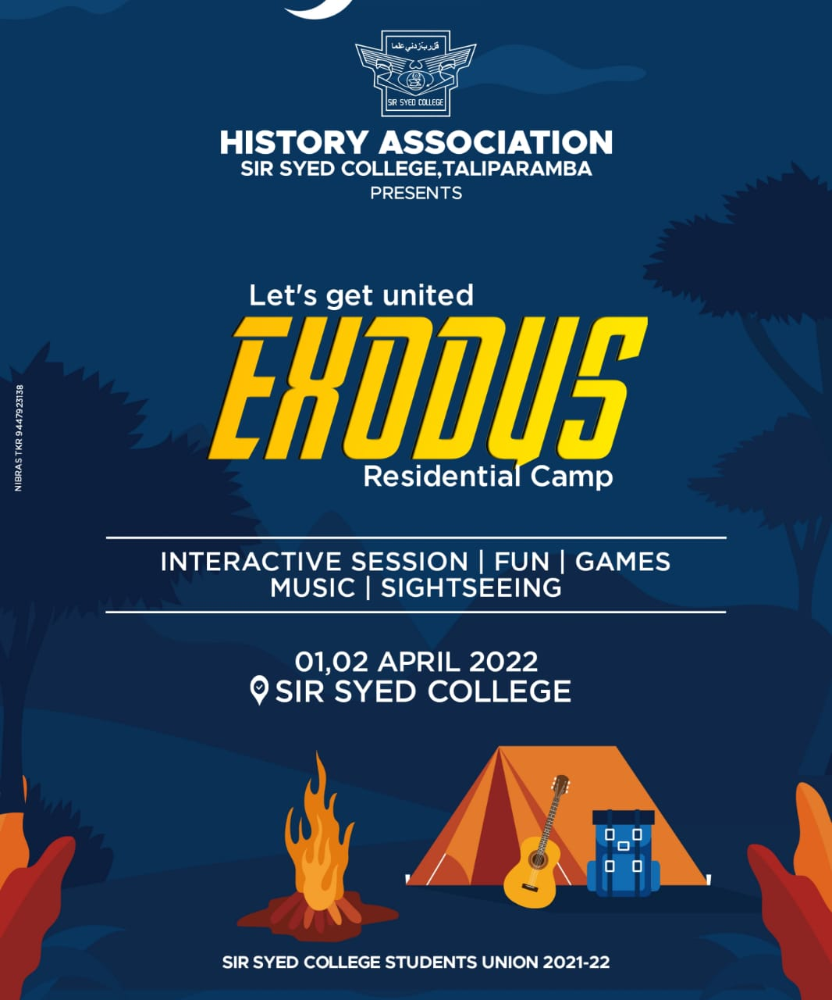 قل رب زدني علما
SIR SYED COLLEGE
HISTORY ASSOCIATION
SIR SYED COLLEGE,TALIPARAMBA
PRESENTS
Let's get united
EXODUS
Residential Camp
NIBRAS TKR 9447923138
INTERACTIVE SESSION | FUN | GAMES
MUSIC | SIGHTSEEING
01,02 APRIL 2022
SIR SYED COLLEGE
SIR SYED COLLEGE STUDENTS UNION 2021-22